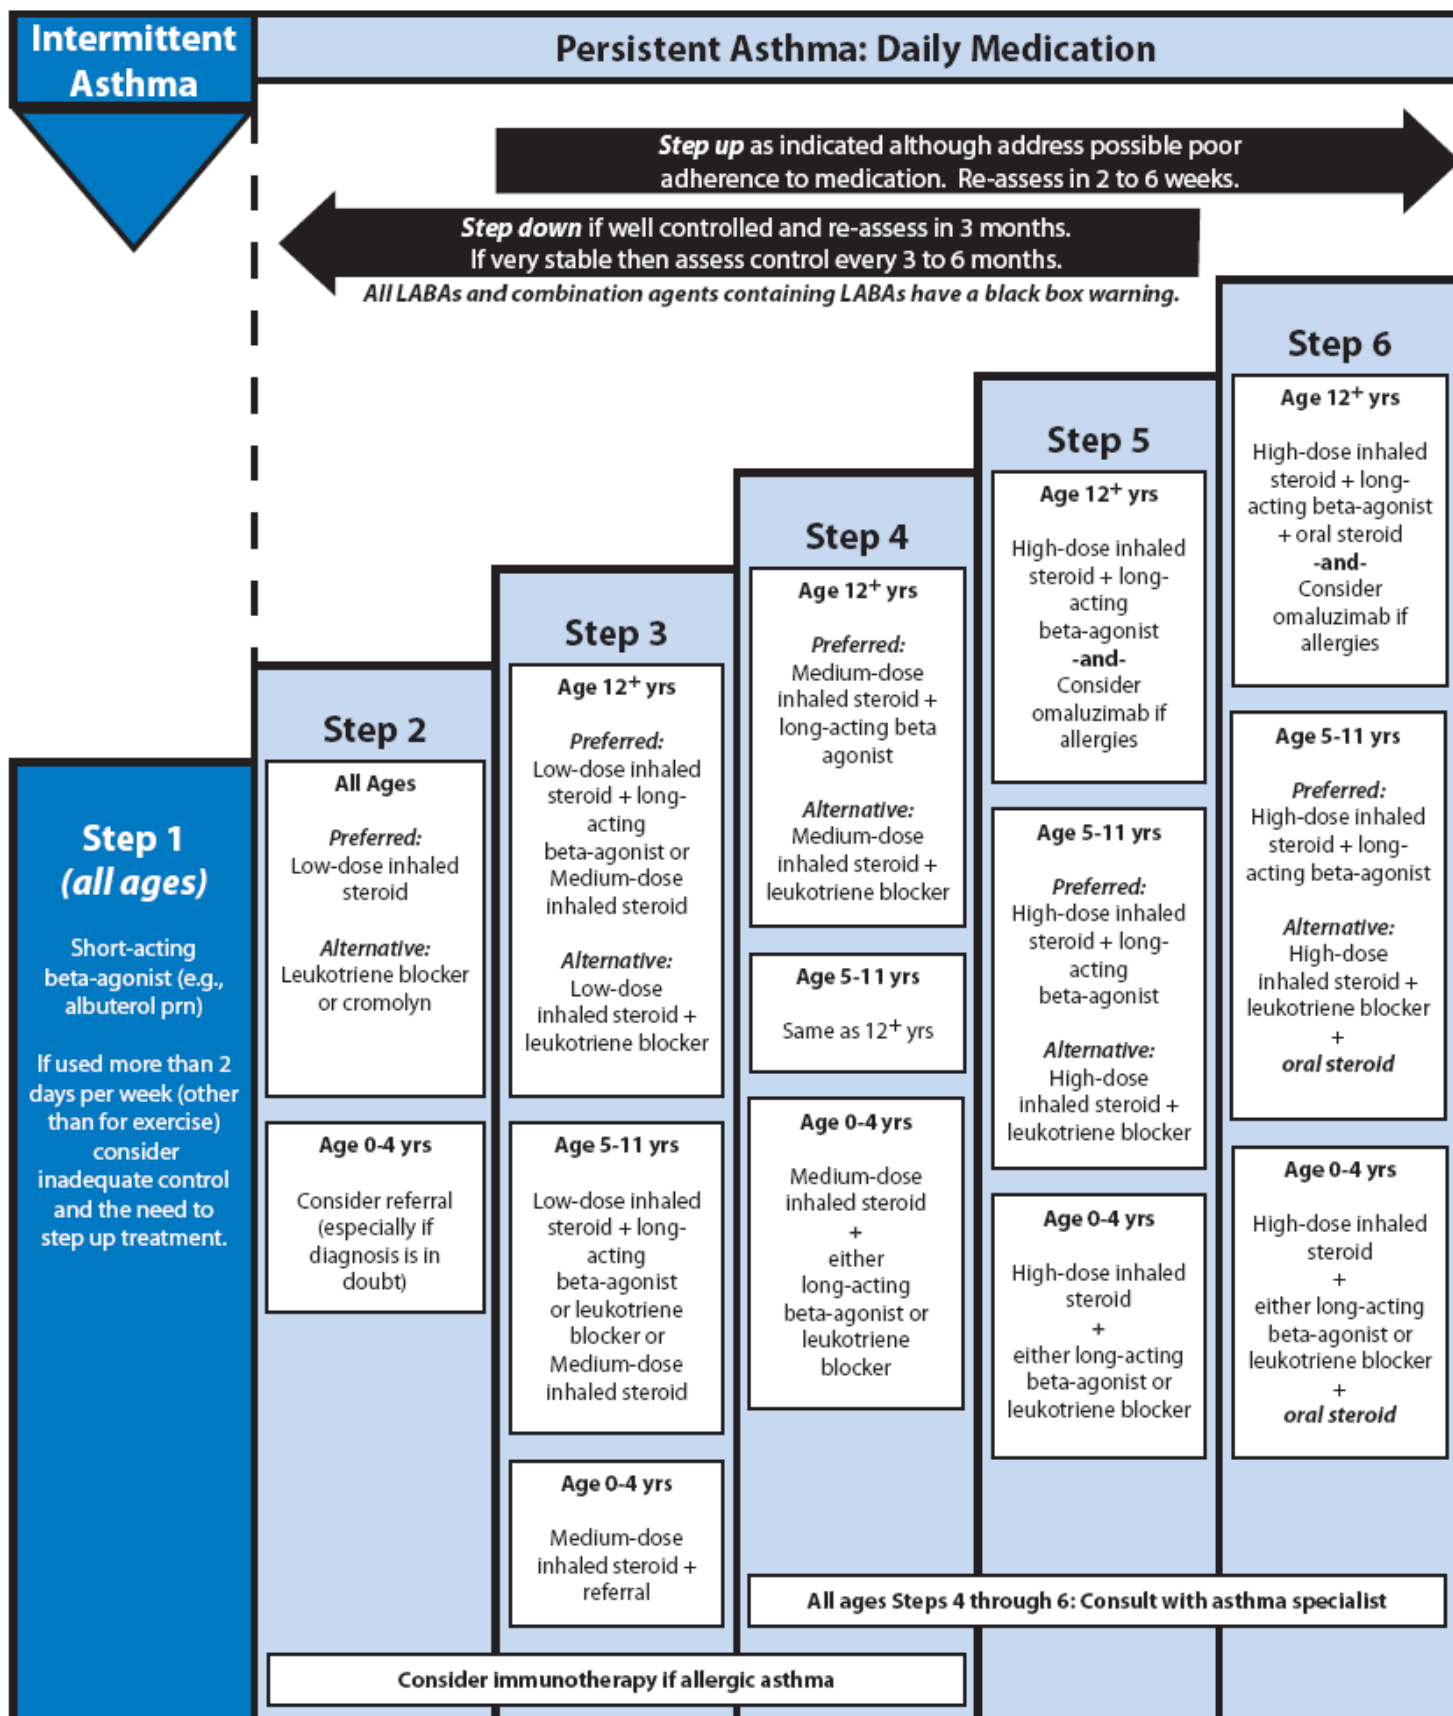 Intermittent
Asthma
Persistent Asthma: Daily Medication
Step up as indicated although address possible poor
adherence to medication. Re-assess in 2 to 6 weeks.
Step down if well controlled and re-assess in 3 months.
If very stable then assess control every 3 to 6 months.
All LABAs and combination agents containing LABAs have a black box warning.
Step 1
(all ages)
Short-acting
beta-agonist (e.g.,
albuterol prn)
If used more than 2
days per week (other
than for exercise)
consider
inadequate control
and the need to
step up treatment.
Step 2
All Ages
Preferred:
Low-dose inhaled
steroid
Alternative:
Leukotriene blocker
or cromolyn
Age 0-4 yrs
Consider referral
(especially if
diagnosis is in
doubt)
Step 3
Age 12+ yrs
Preferred:
Low-dose inhaled
steroid + long-
acting
beta-agonist or
Medium-dose
inhaled steroid
Alternative:
Low-dose
inhaled steroid +
leukotriene blocker
Age 5-11 yrs
Low-dose inhaled
steroid + long-
acting
beta-agonist
or leukotriene
blocker or
Medium-dose
inhaled steroid
Age 0-4 yrs
Medium-dose
inhaled steroid +
referral
Step 4
Age 12+ yrs
Preferred:
Medium-dose
inhaled steroid +
long-acting beta
agonist
Alternative:
Medium-dose
inhaled steroid +
leukotriene blocker
Age 5-11 yrs
Same as 12+ yrs
Age 0-4 yrs
Medium-dose
inhaled steroid
+
either
long-acting
beta-agonist or
leukotriene
blocker
Step 5
Age 12+ yrs
High-dose inhaled
steroid + long-
acting
beta-agonist
-and-
Consider
omaluzimab if
allergies
Age 5-11 yrs
Preferred:
High-dose inhaled
steroid + long-
acting
beta-agonist
Alternative:
High-dose
inhaled steroid +
leukotriene blocker
Age 0-4 yrs
High-dose inhaled
steroid
+
either long-acting
beta-agonist or
leukotriene blocker
Step 6
Age 12+ yrs
High-dose inhaled
steroid + long-
acting beta-agonist
+ oral steroid
-and-
Consider
omaluzimab if
allergies
Age 5-11 yrs
Preferred:
High-dose inhaled
steroid + long-
acting beta-agonist
Alternative:
High-dose
inhaled steroid +
leukotriene blocker
+
oral steroid
Age 0-4 yrs
High-dose inhaled
steroid
+
either long-acting
beta-agonist or
leukotriene blocker
+
oral steroid
All ages Steps 4 through 6: Consult with asthma specialist
Consider immunotherapy if allergic asthma